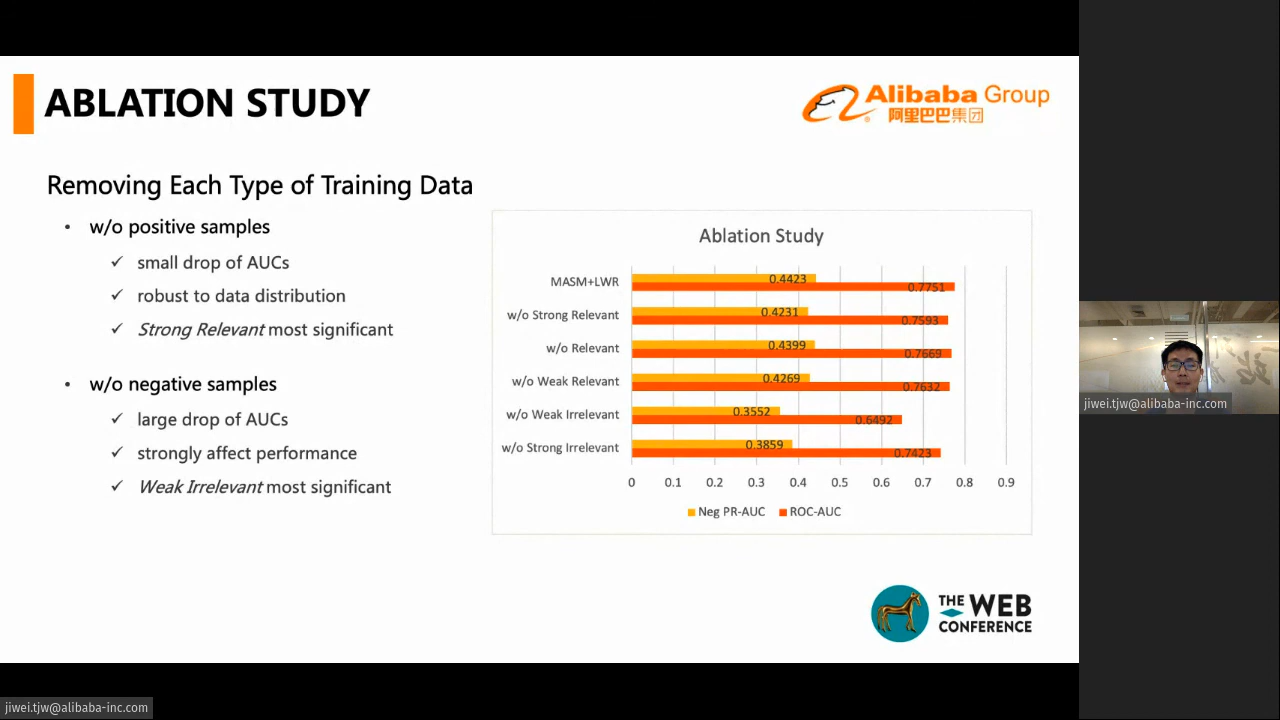 ABLATION STUDY
Alibaba Group
阿里巴巴集团
Removing Each Type of Training Data
• w/o positive samples
✓ small drop of AUCs
✓ robust to data distribution
✓ Strong Relevant most significant
• w/o negative samples
✓ large drop of AUCs
✓ strongly affect performance
✓ Weak Irrelevant most significant
Ablation Study
MASM+LWR 0.4423 0.7751
w/o Strong Relevant 0.4231 0.7593
w/o Relevant 0.4399 0.7669
w/o Weak Relevant 0.4269 0.7632
w/o Weak Irrelevant 0.3552 0.6492
w/o Strong Irrelevant 0.3859 0.7423
0 0.1 0.2 0.3 0.4 0.5 0.6 0.7 0.8 0.9
Neg PR-AUC ROC-AUC
THE WEB
CONFERENCE
jiwei.tjw@alibaba-inc.com
jiwei.tjw@alibaba-inc.com